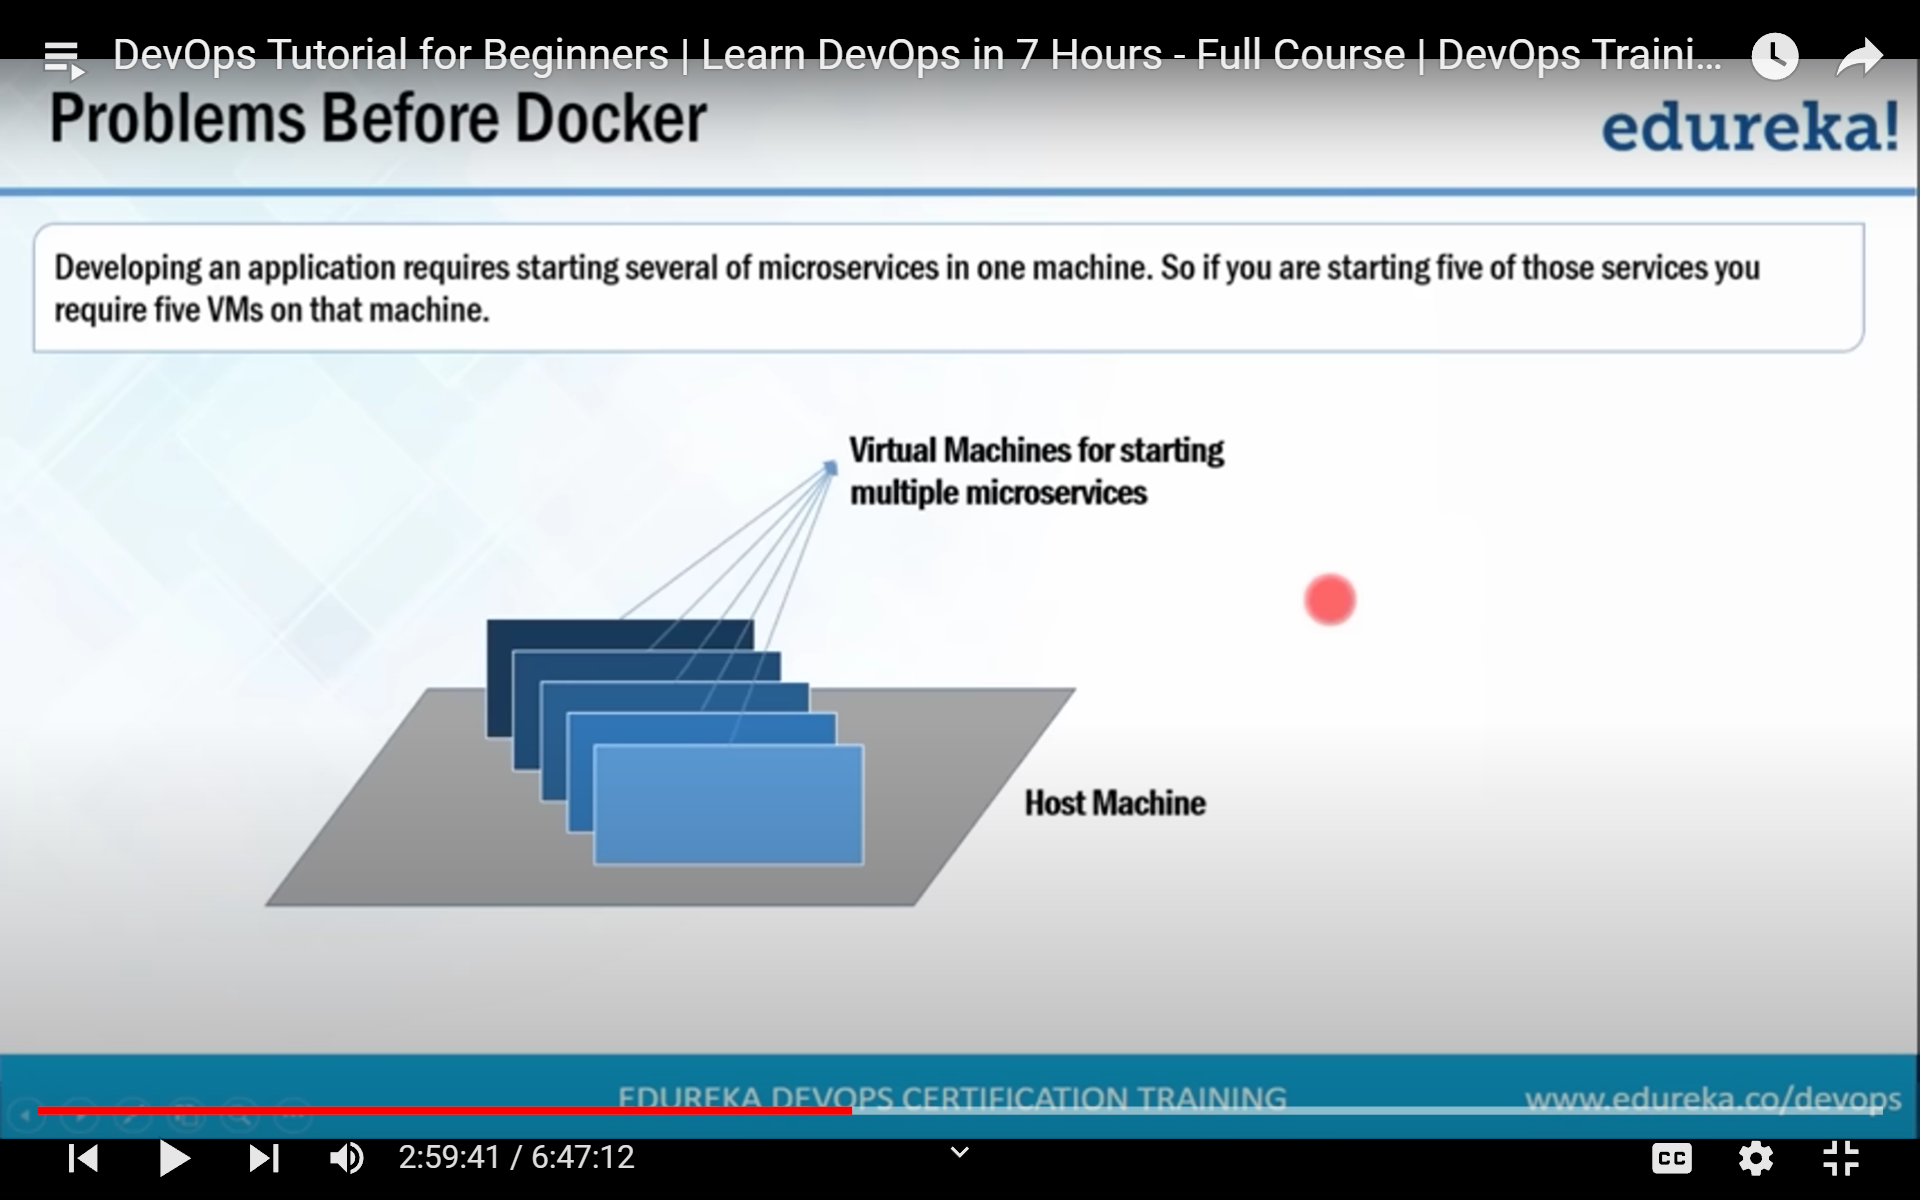 DevOps Tutorial for Beginners | Learn DevOps in 7 Hours - Full Course | DevOps Traini...
Problems Before Docker
edureka!
Developing an application requires starting several of microservices in one machine. So if you are starting five of those services you
require five VMs on that machine.
Virtual Machines for starting
multiple microservices
Host Machine
EDUREKA DEVOPS CERTIFICATION TRAINING
www.edureka.co/devops
2:59:41 / 6:47:12
CC